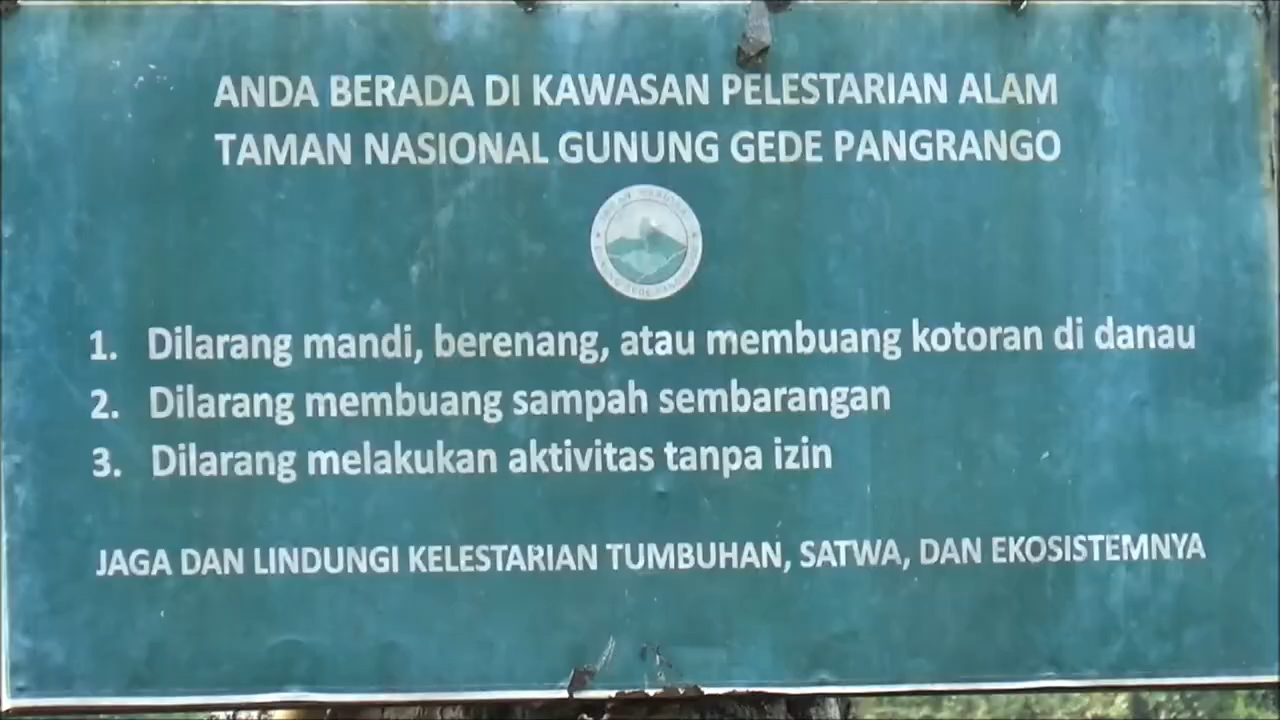 ANDA BERADA DI KAWASAN PELESTARIAN ALAM
TAMAN NASIONAL GUNUNG GEDE PANGRANGO
1. Dilarang mandi, berenang, atau membuang kotoran di danau
2. Dilarang membuang sampah sembarangan
3. Dilarang melakukan aktivitas tanpa izin
JAGA DAN LINDUNGI KELESTARIAN TUMBUHAN, SATWA, DAN EKOSISTEMNYA